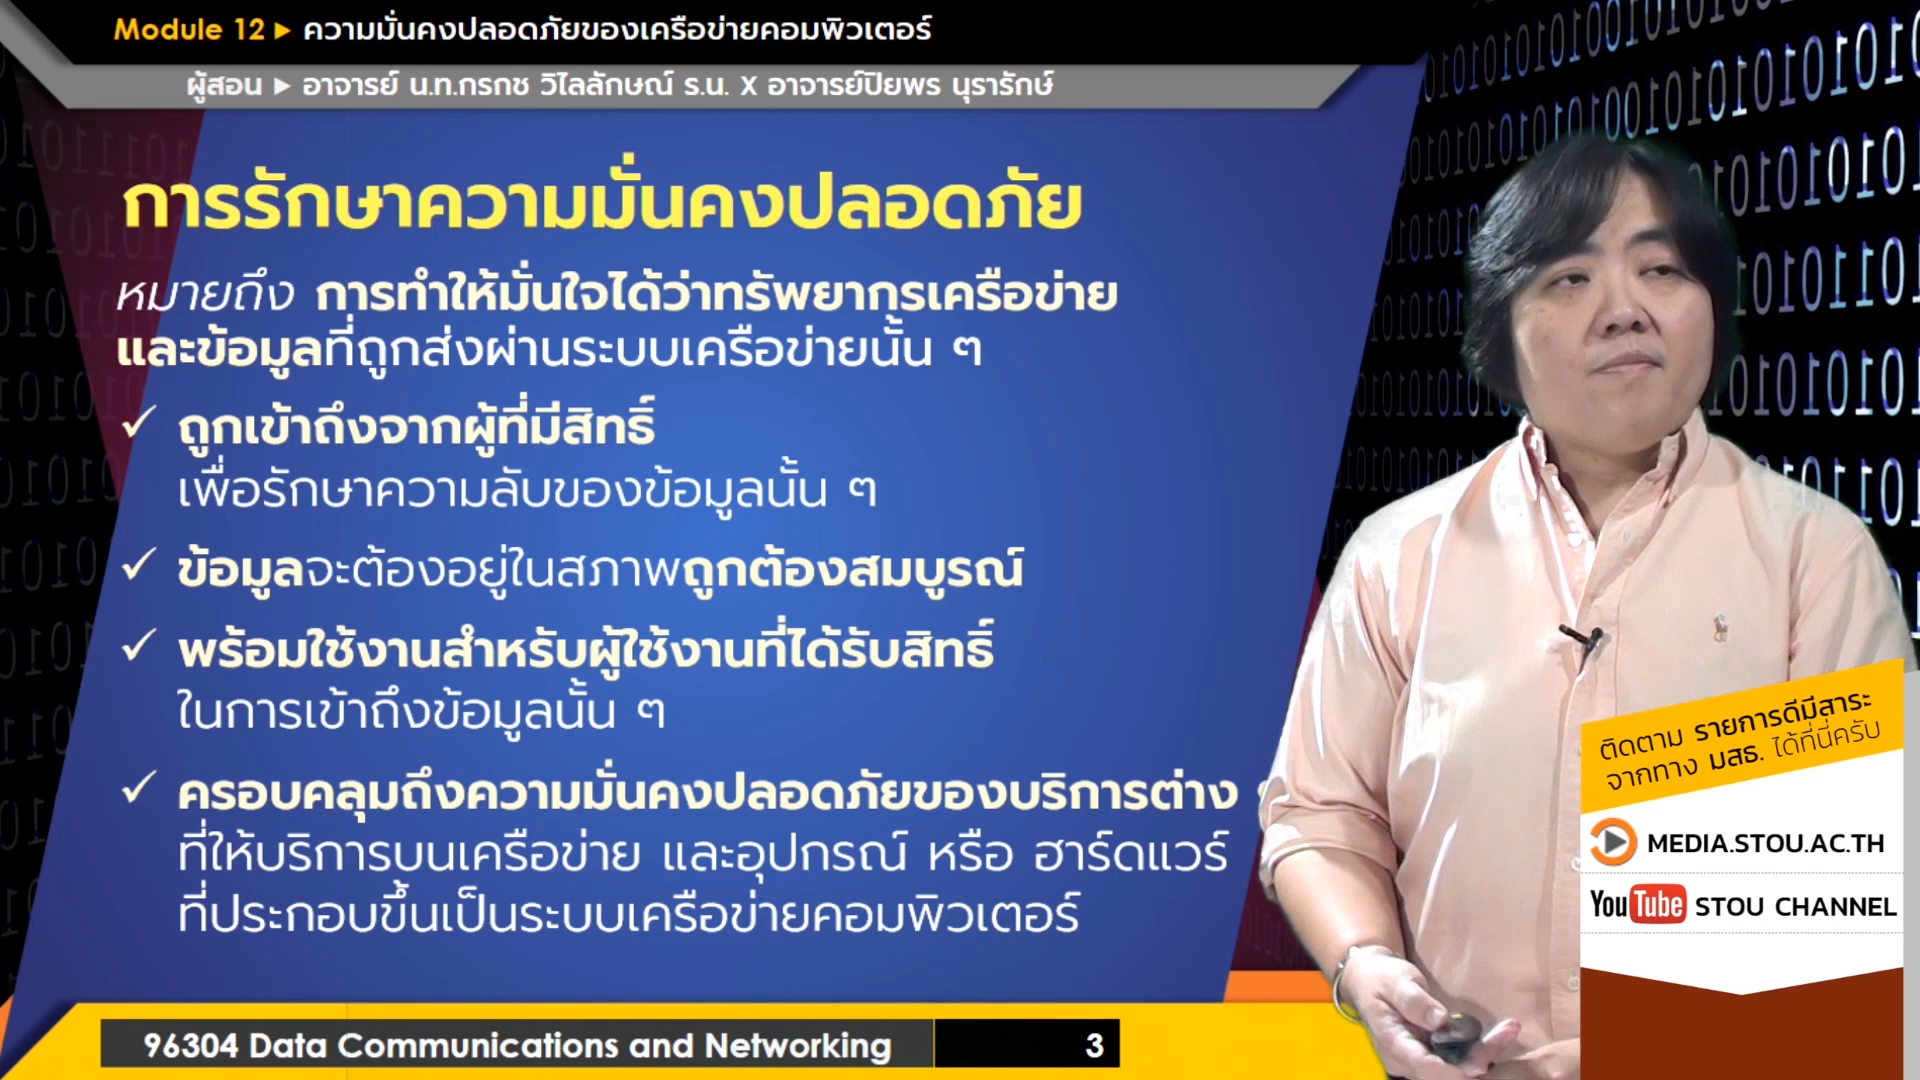 Module 12 ▶ ความมั่นคงปลอดภัยของเครือข่ายคอมพิวเตอร์
ผู้สอน ▶ อาจารย์ น.ท.กรกช วิไลลักษณ์ ร.น. X อาจารย์ปิยพร นุรารักษ์
การรักษาความมั่นคงปลอดภัย
หมายถึง การทำให้มั่นใจได้ว่าทรัพยากรเครือข่าย
และข้อมูลที่ถูกส่งผ่านระบบเครือข่ายนั้น ๆ
✓ ถูกเข้าถึงจากผู้ที่มีสิทธิ์
เพื่อรักษาความลับของข้อมูลนั้น ๆ
✓ ข้อมูลจะต้องอยู่ในสภาพถูกต้องสมบูรณ์
✓ พร้อมใช้งานสำหรับผู้ใช้งานที่ได้รับสิทธิ์
ในการเข้าถึงข้อมูลนั้น ๆ
✓ ครอบคลุมถึงความมั่นคงปลอดภัยของบริการต่าง
ที่ให้บริการบนเครือข่าย และอุปกรณ์ หรือ ฮาร์ดแวร์
ที่ประกอบขึ้นเป็นระบบเครือข่ายคอมพิวเตอร์
ติดตาม รายการดีมีสาระ
จากทาง มสธ. ได้ที่นี่ครับ
MEDIA.STOU.AC.TH
YouTube STOU CHANNEL
96304 Data Communications and Networking
3